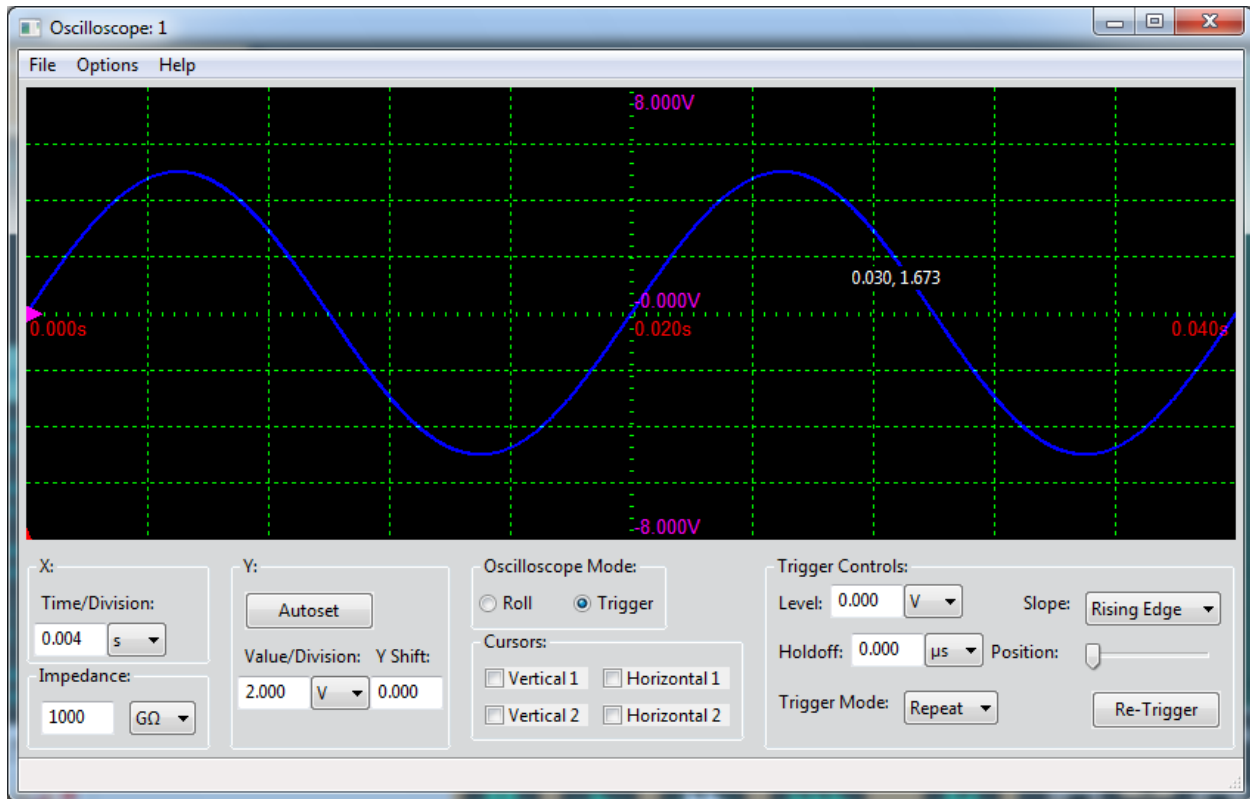 Oscilloscope: 1
File Options Help
8.000V
0.030, 1.673
-0.000V
0.000s
-0.020s
0.040s
-8.000V
X:
Time/Division:
0.004 s
Impedance:
1000 GΩ
Y:
Autoset
Value/Division: Y Shift:
2.000 V 0.000
Oscilloscope Mode:
Roll Trigger
Cursors:
Vertical 1 Horizontal 1
Vertical 2 Horizontal 2
Trigger Controls:
Level: 0.000 V Slope: Rising Edge
Holdoff: 0.000 µs Position:
Trigger Mode: Repeat Re-Trigger